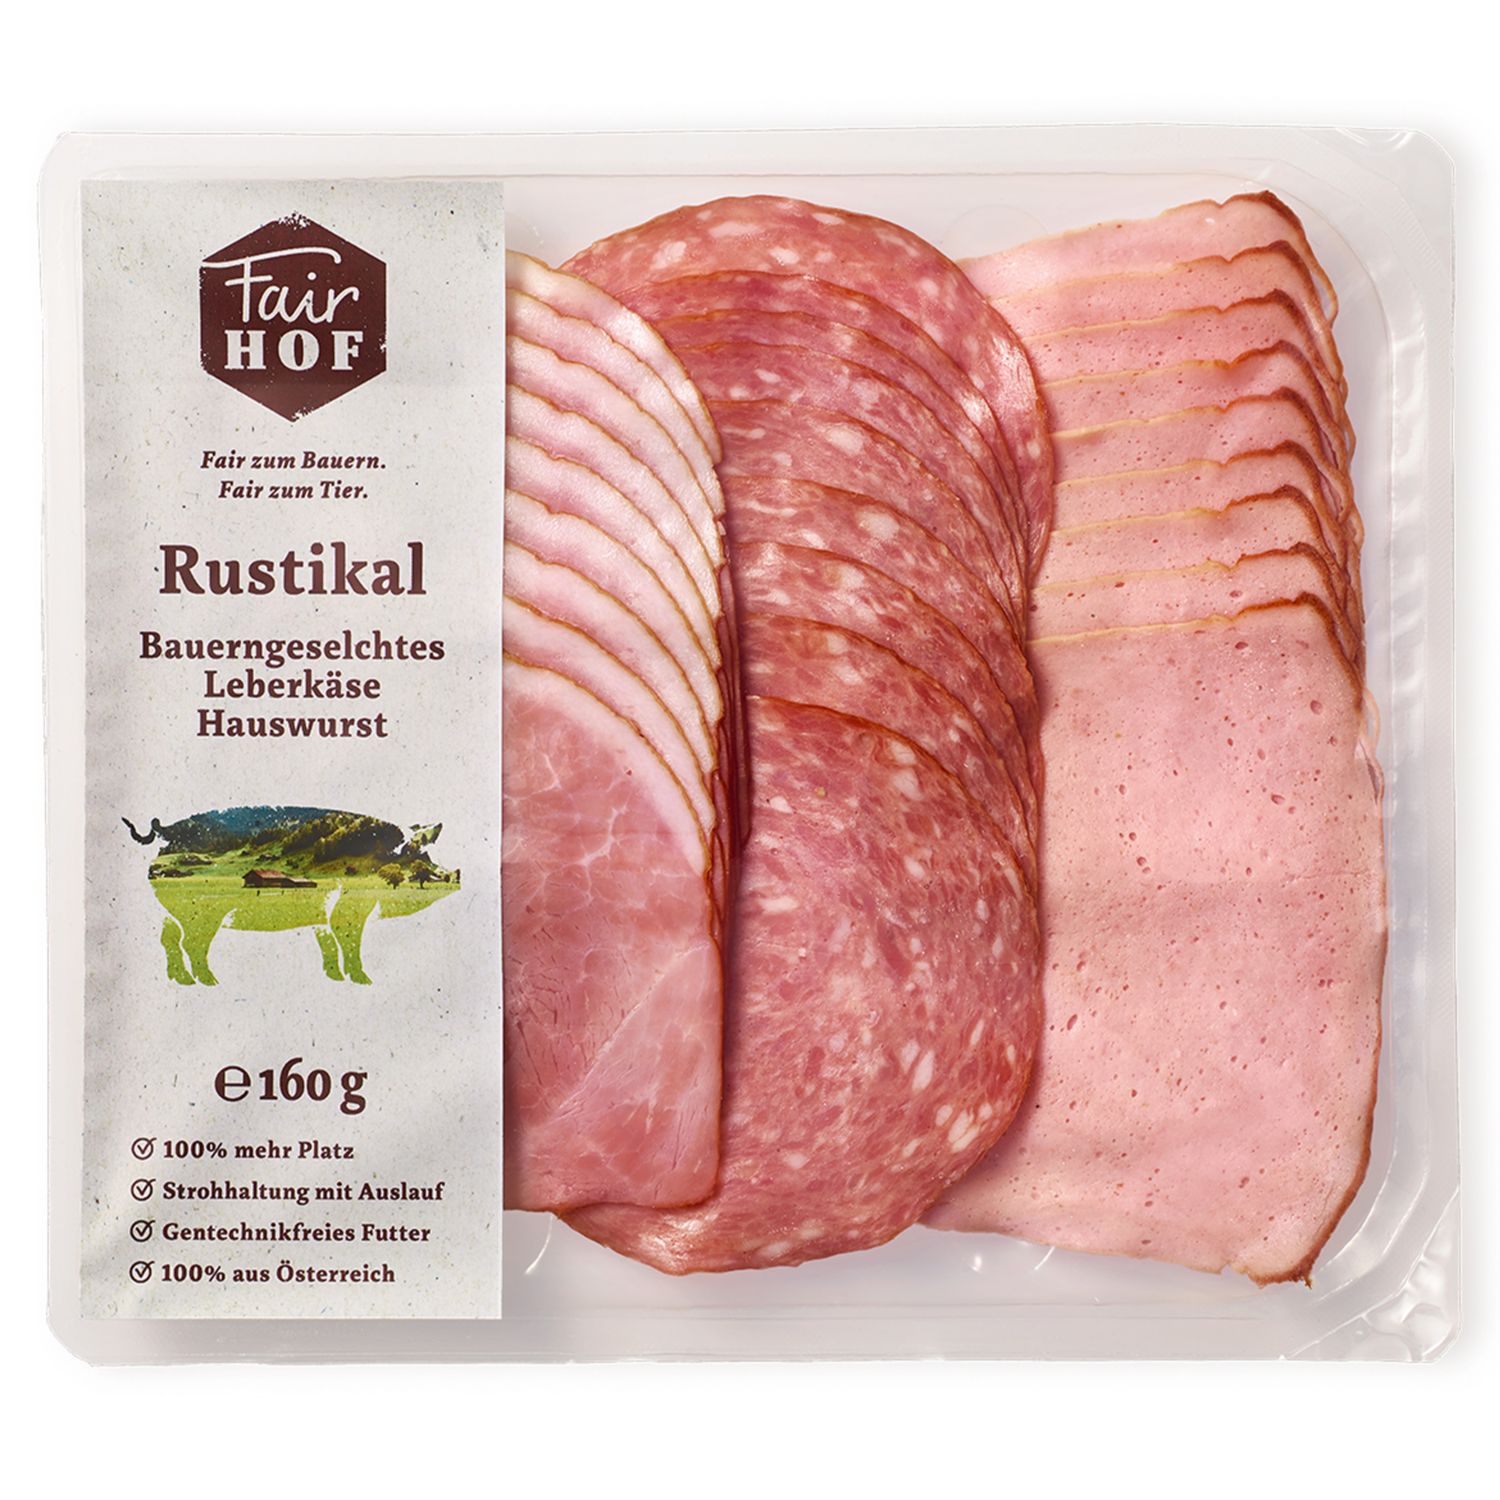 Fair
HOF
Fair zum Bauern.
Fair zum Tier.
Rustikal
Bauerngeselchtes
Leberkäse
Hauswurst
℮ 160 g
100% mehr Platz
Strohhaltung mit Auslauf
Gentechnikfreies Futter
100% aus Österreich